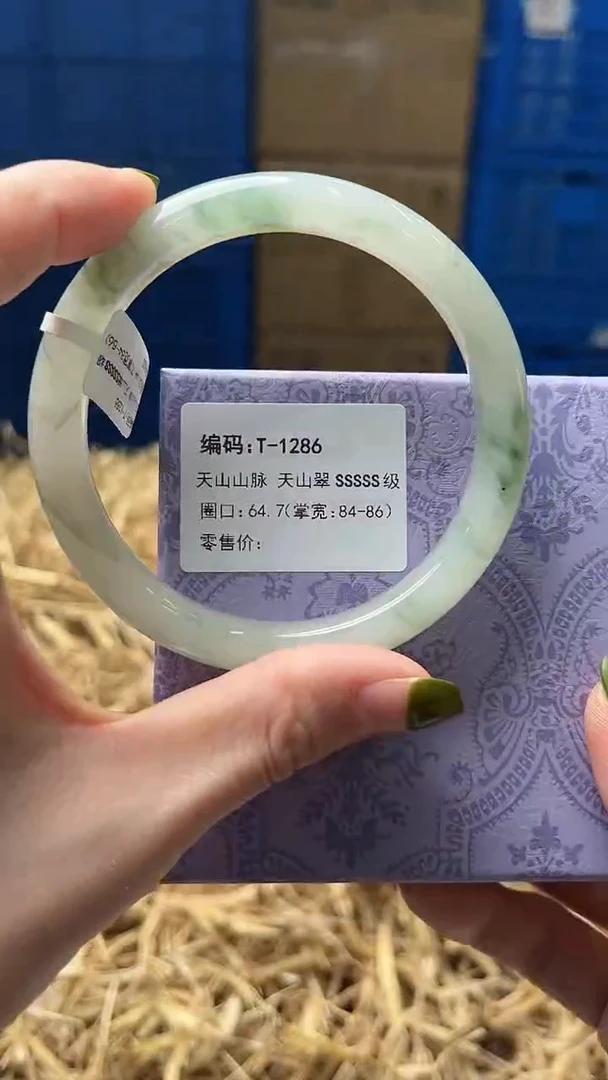 编码:T-1286
天山山脉 天山翠 SSSSS级
圈口:64.7(掌宽:84-86)
零售价: